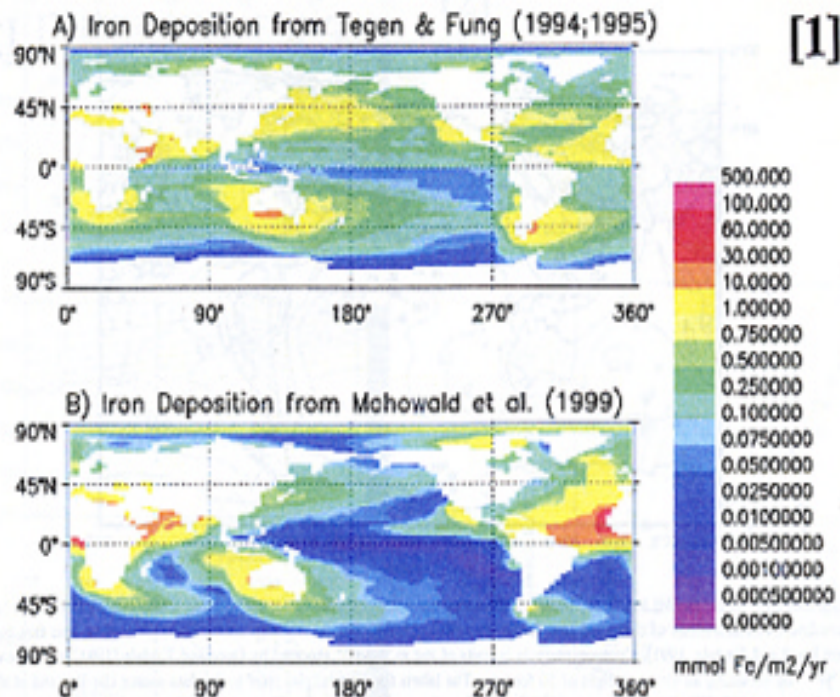 A) Iron Deposition from Tegen & Fung (1994;1995)
[1]
90°N
45°N
0°
45°S
90°S
0° 90° 180° 270° 360°
B) Iron Deposition from Mahowald et al. (1999)
90°N
45°N
0°
45°S
90°S
0° 90° 180° 270° 360°
500.000
100.000
60.0000
30.0000
10.0000
1.00000
0.750000
0.500000
0.250000
0.100000
0.0750000
0.0500000
0.0250000
0.0100000
0.00500000
0.00100000
0.000500000
0.00000
mmol Fe/m2/yr